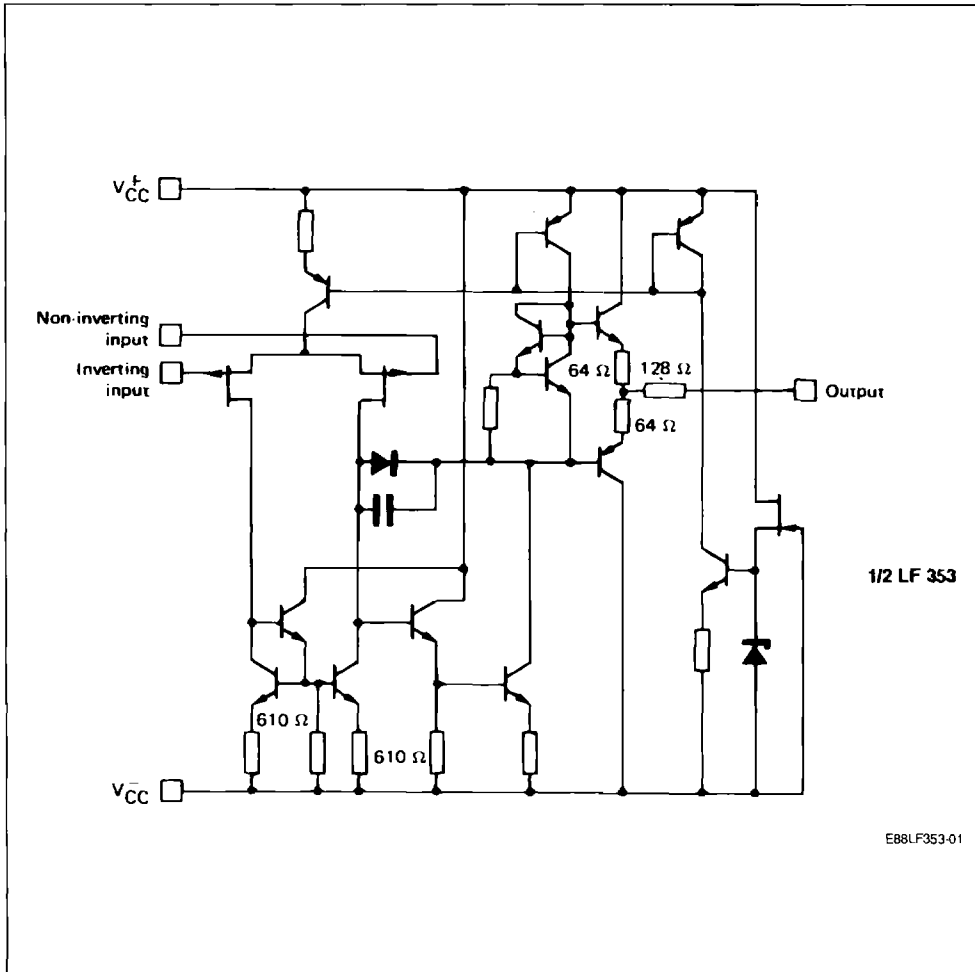 V+CC
Non-inverting
input
Inverting
input
64 Ω
128 Ω
Output
64 Ω
1/2 LF 353
610 Ω
610 Ω
V-CC
E88LF353-01